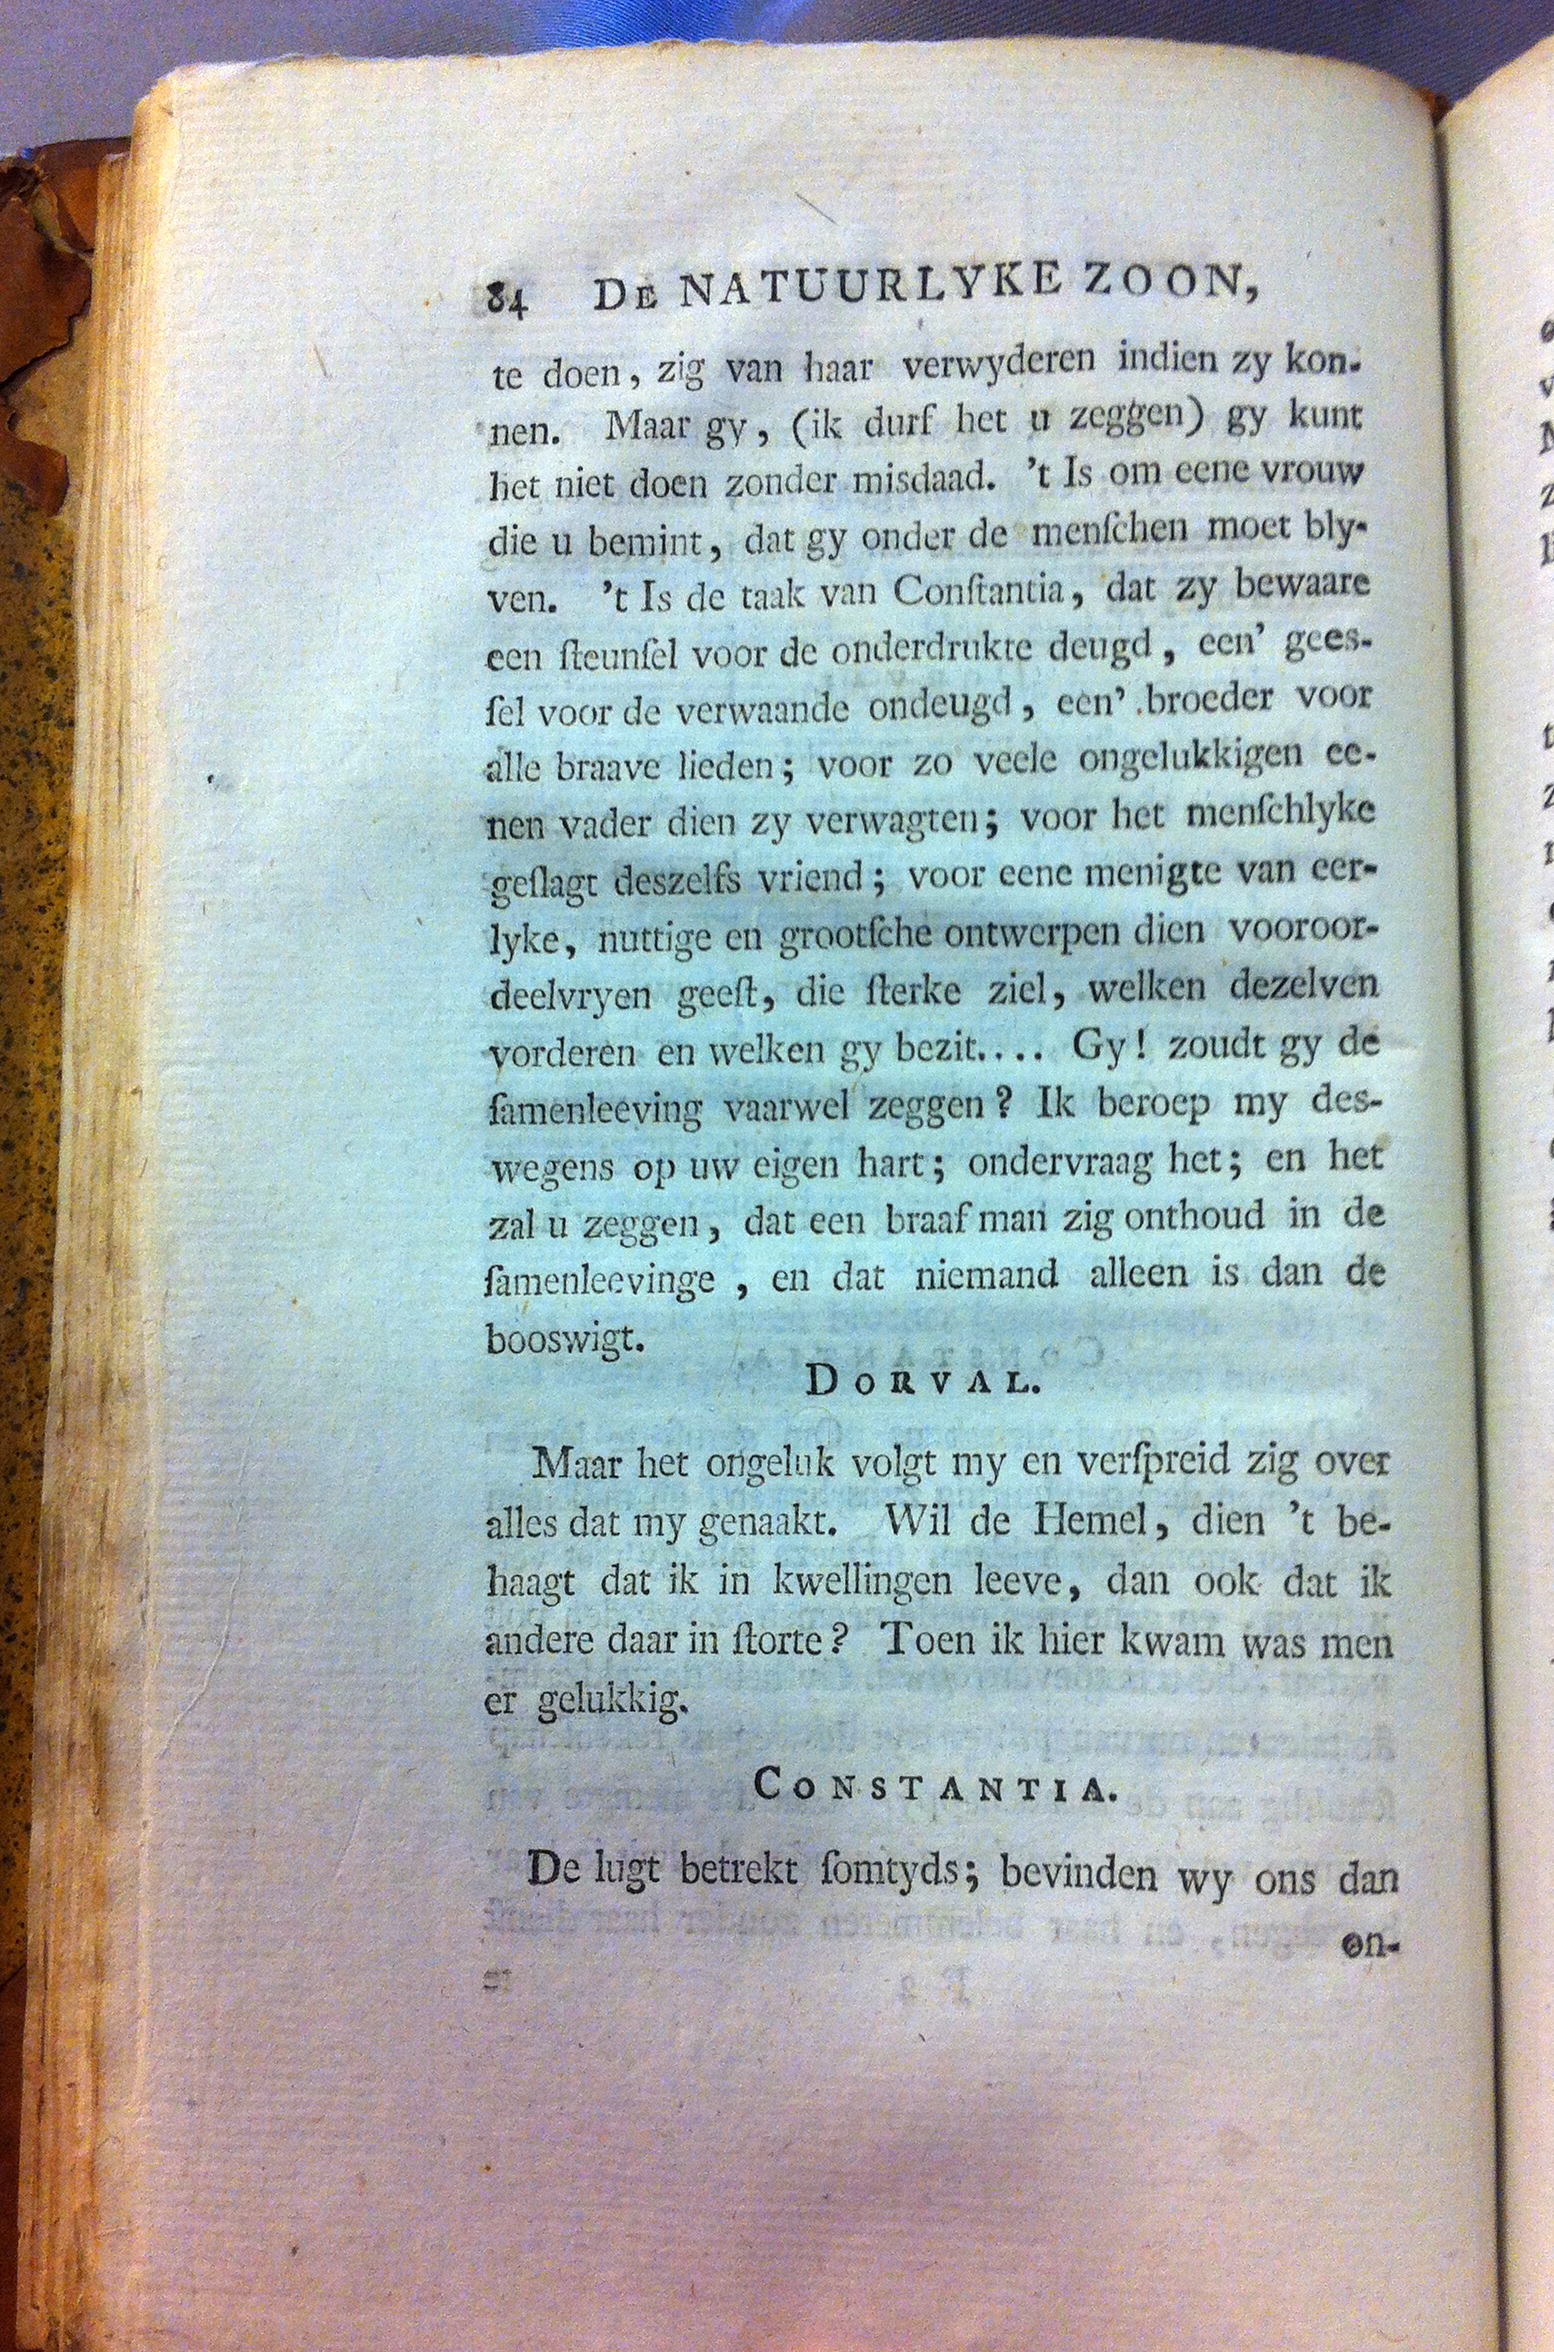 84 DE NATUURLYKE ZOON,
te doen, zig van haar verwyderen indien zy kon-
nen. Maar gy, (ik durf het u zeggen) gy kunt
het niet doen zonder misdaad. 't Is om eene vrouw
die u bemint, dat gy onder de menſchen moet bly-
ven. 't Is de taak van Conſtantia, dat zy bewaare
een ſteunſel voor de onderdrukte deugd, een' gees-
ſel voor de verwaande ondeugd, een' broeder voor
alle braave lieden; voor zo veele ongelukkigen ee-
nen vader dien zy verwagten; voor het menſchlyke
geſlagt deszelfs vriend; voor eene menigte van eer-
lyke, nuttige en grootſche ontwerpen dien vooroor-
deelvryen geeſt, die ſterke ziel, welken dezelven
vorderen en welken gy bezit.... Gy! zoudt gy de
ſamenleeving vaarwel zeggen? Ik beroep my des-
wegens op uw eigen hart; ondervraag het; en het
zal u zeggen, dat een braaf man zig onthoud in de
ſamenleevinge, en dat niemand alleen is dan de
booswigt.
DORVAL.
Maar het ongeluk volgt my en verſpreid zig over
alles dat my genaakt. Wil de Hemel, dien 't be-
haagt dat ik in kwellingen leeve, dan ook dat ik
andere daar in ſtorte? Toen ik hier kwam was men
er gelukkig.
CONSTANTIA.
De lugt betrekt ſomtyds; bevinden wy ons dan
on-